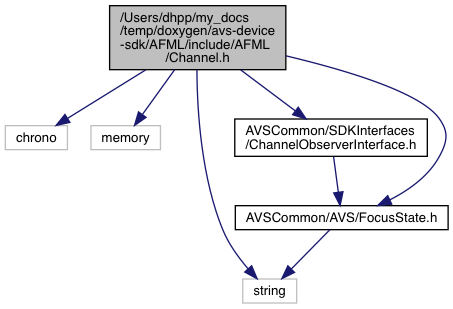 /Users/dhpp/my_docs
/temp/doxygen/avs-device
-sdk/AFML/include/AFML
/Channel.h
chrono
memory
AVSCommon/SDKInterfaces
/ChannelObserverInterface.h
AVSCommon/AVS/FocusState.h
string